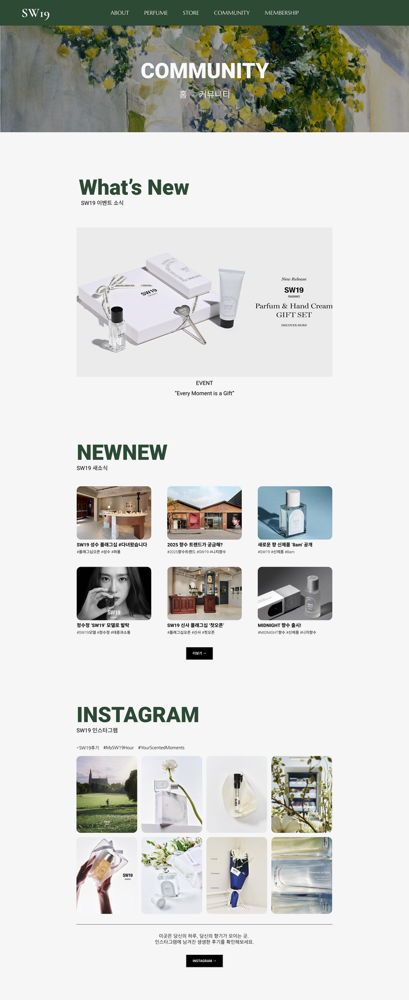 SW19
ABOUT
PERFUME
STORE
COMMUNITY
MEMBERSHIP
COMMUNITY
홈 > 커뮤니티
What's New
SW19 이벤트 소식
SW19
New Release
SW19
FRAGRANCE
Parfum & Hand Cream
GIFT SET
DISCOVER MORE
EVENT
“Every Moment is a Gift”
NEWNEW
SW19 새소식
SW19 성수 플래그십 #다녀왔습니다
#플래그십오픈 #성수 #퍼퓸
2025 향수 트렌드가 궁금해?
#2025향수트렌드 #SW19 #니치향수
새로운 향 신제품 ‘8am’ 공개
#SW19 #신제품 #8am
SW19
정수정 ‘SW19’ 모델로 발탁
#SW19모델 #정수정 #대중과소통
SW19 신사 플래그십 ‘첫오픈’
#플래그십오픈 #신사 #첫오픈
MIDNIGHT 향수 출시!
#MIDNIGHT향수 #신제품 #니치향수
더보기 →
INSTAGRAM
SW19 인스타그램
#SW19후기 #MySW19Hour #YourScentedMoments
SW19
SW19
SW19
Moments in light
이곳은 당신의 하루, 당신의 향기가 모이는 곳.
인스타그램에 남겨진 생생한 후기를 확인해보세요.
INSTAGRAM →